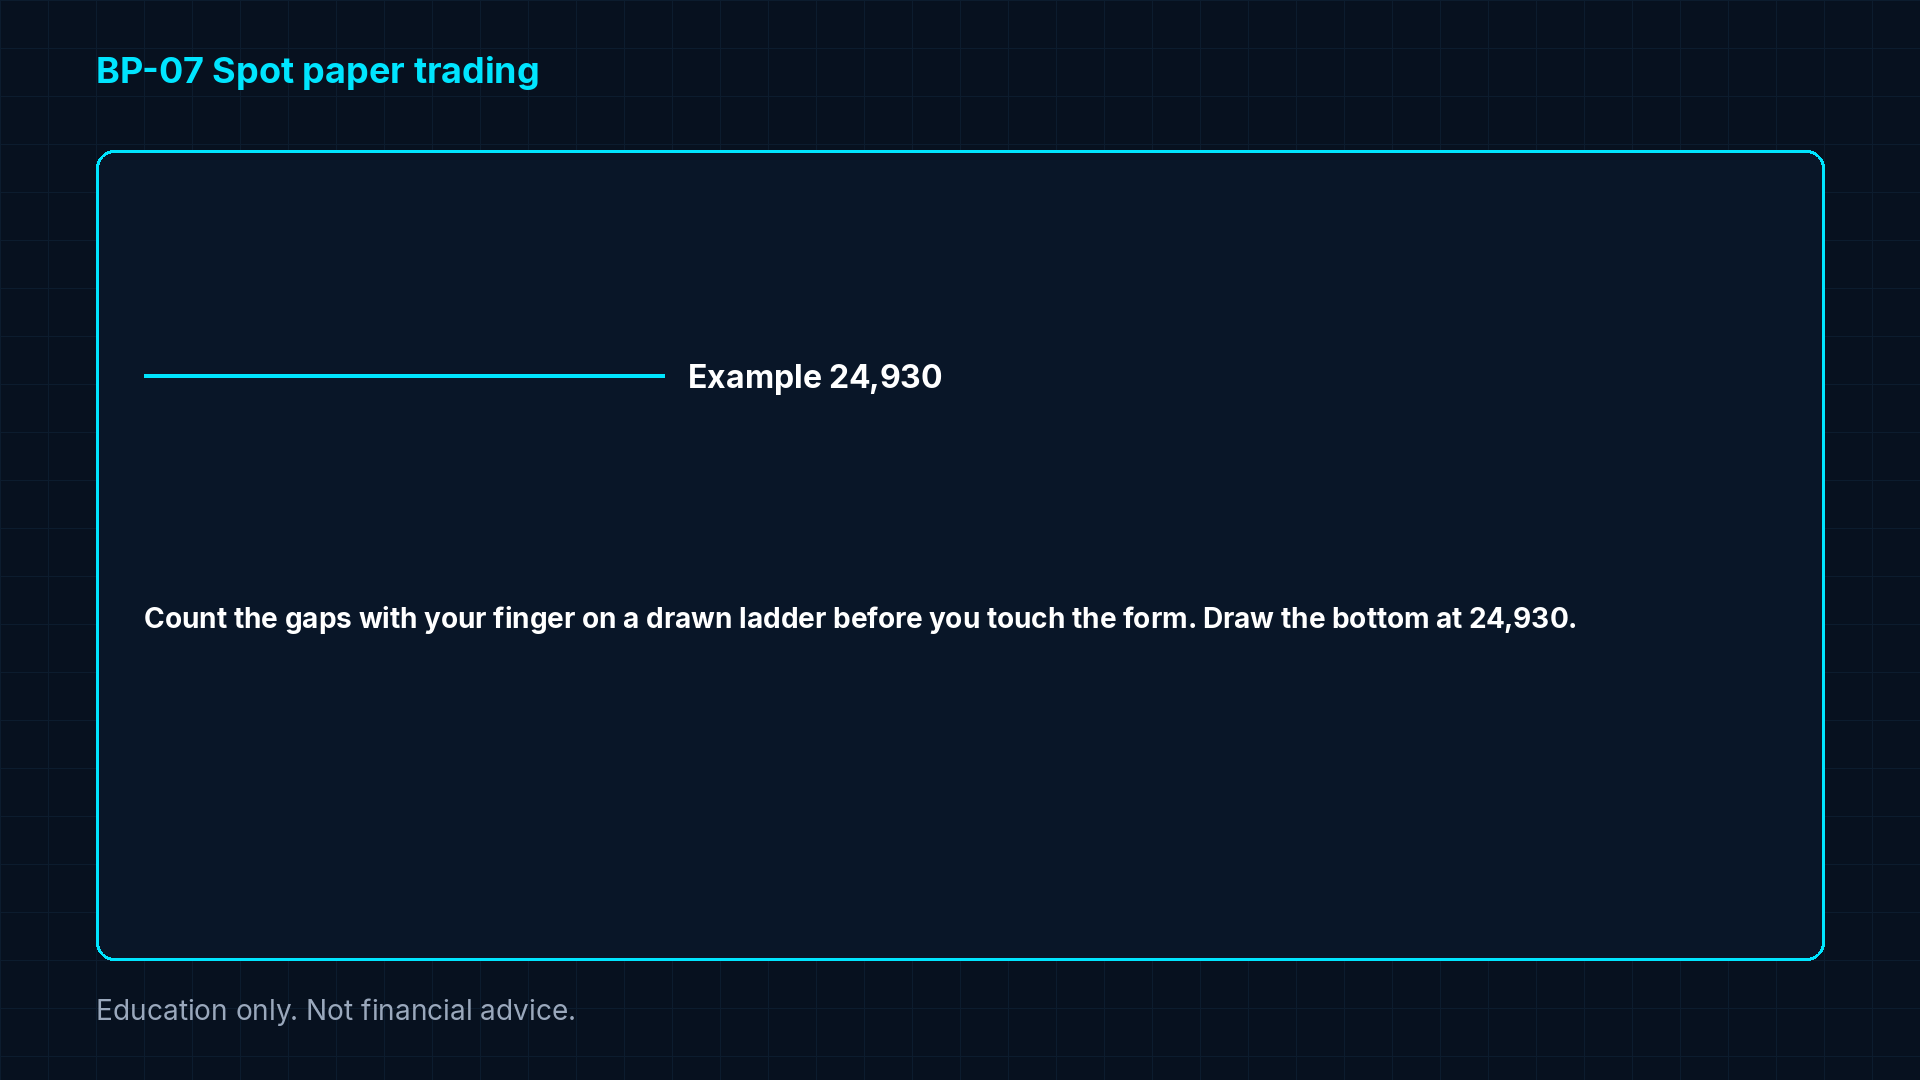 BP-07 Spot paper trading
Example 24,930
Count the gaps with your finger on a drawn ladder before you touch the form. Draw the bottom at 24,930.
Education only. Not financial advice.